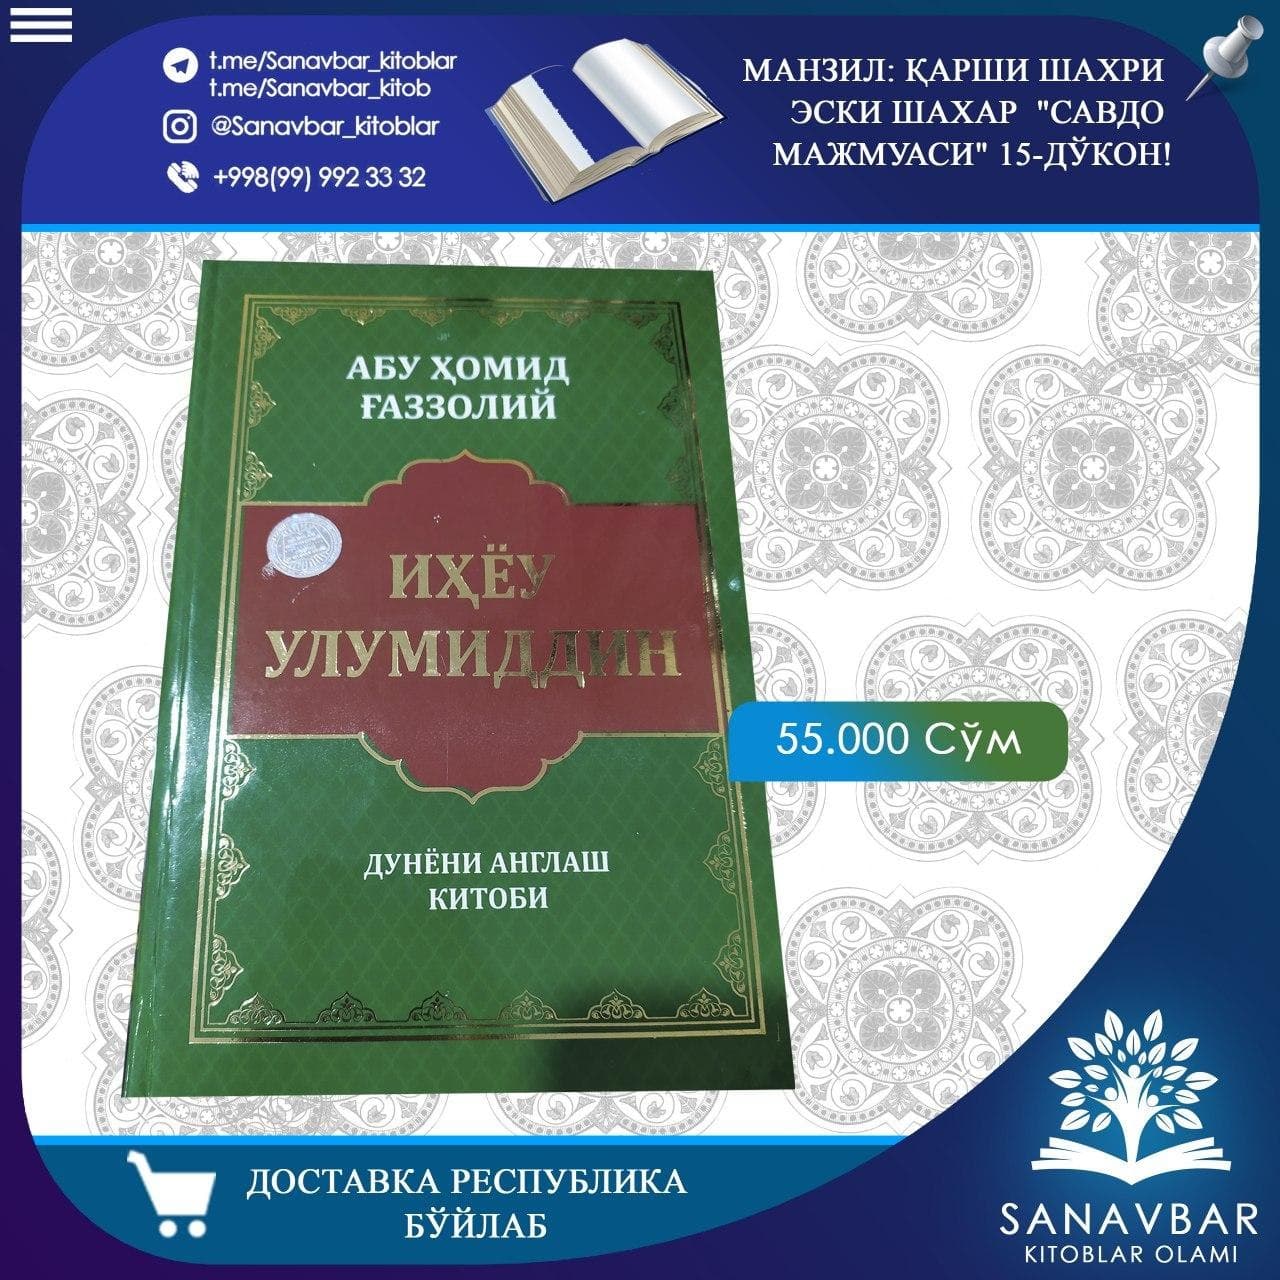 t.me/Sanavbar_kitoblar
t.me/Sanavbar_kitob
@Sanavbar_kitoblar
+998(99) 992 33 32
МАНЗИЛ: ҚАРШИ ШАХРИ
ЭСКИ ШАХАР "САВДО
МАЖМУАСИ" 15-ДЎКОН!
АБУ ҲОМИД
ҒАЗЗОЛИЙ
ИҲЁУ
УЛУМИДДИН
ДУНЁНИ АНГЛАШ
КИТОБИ
55.000 Сўм
ДОСТАВКА РЕСПУБЛИКА
БЎЙЛАБ
SANAVBAR
KITOBLAR OLAMI